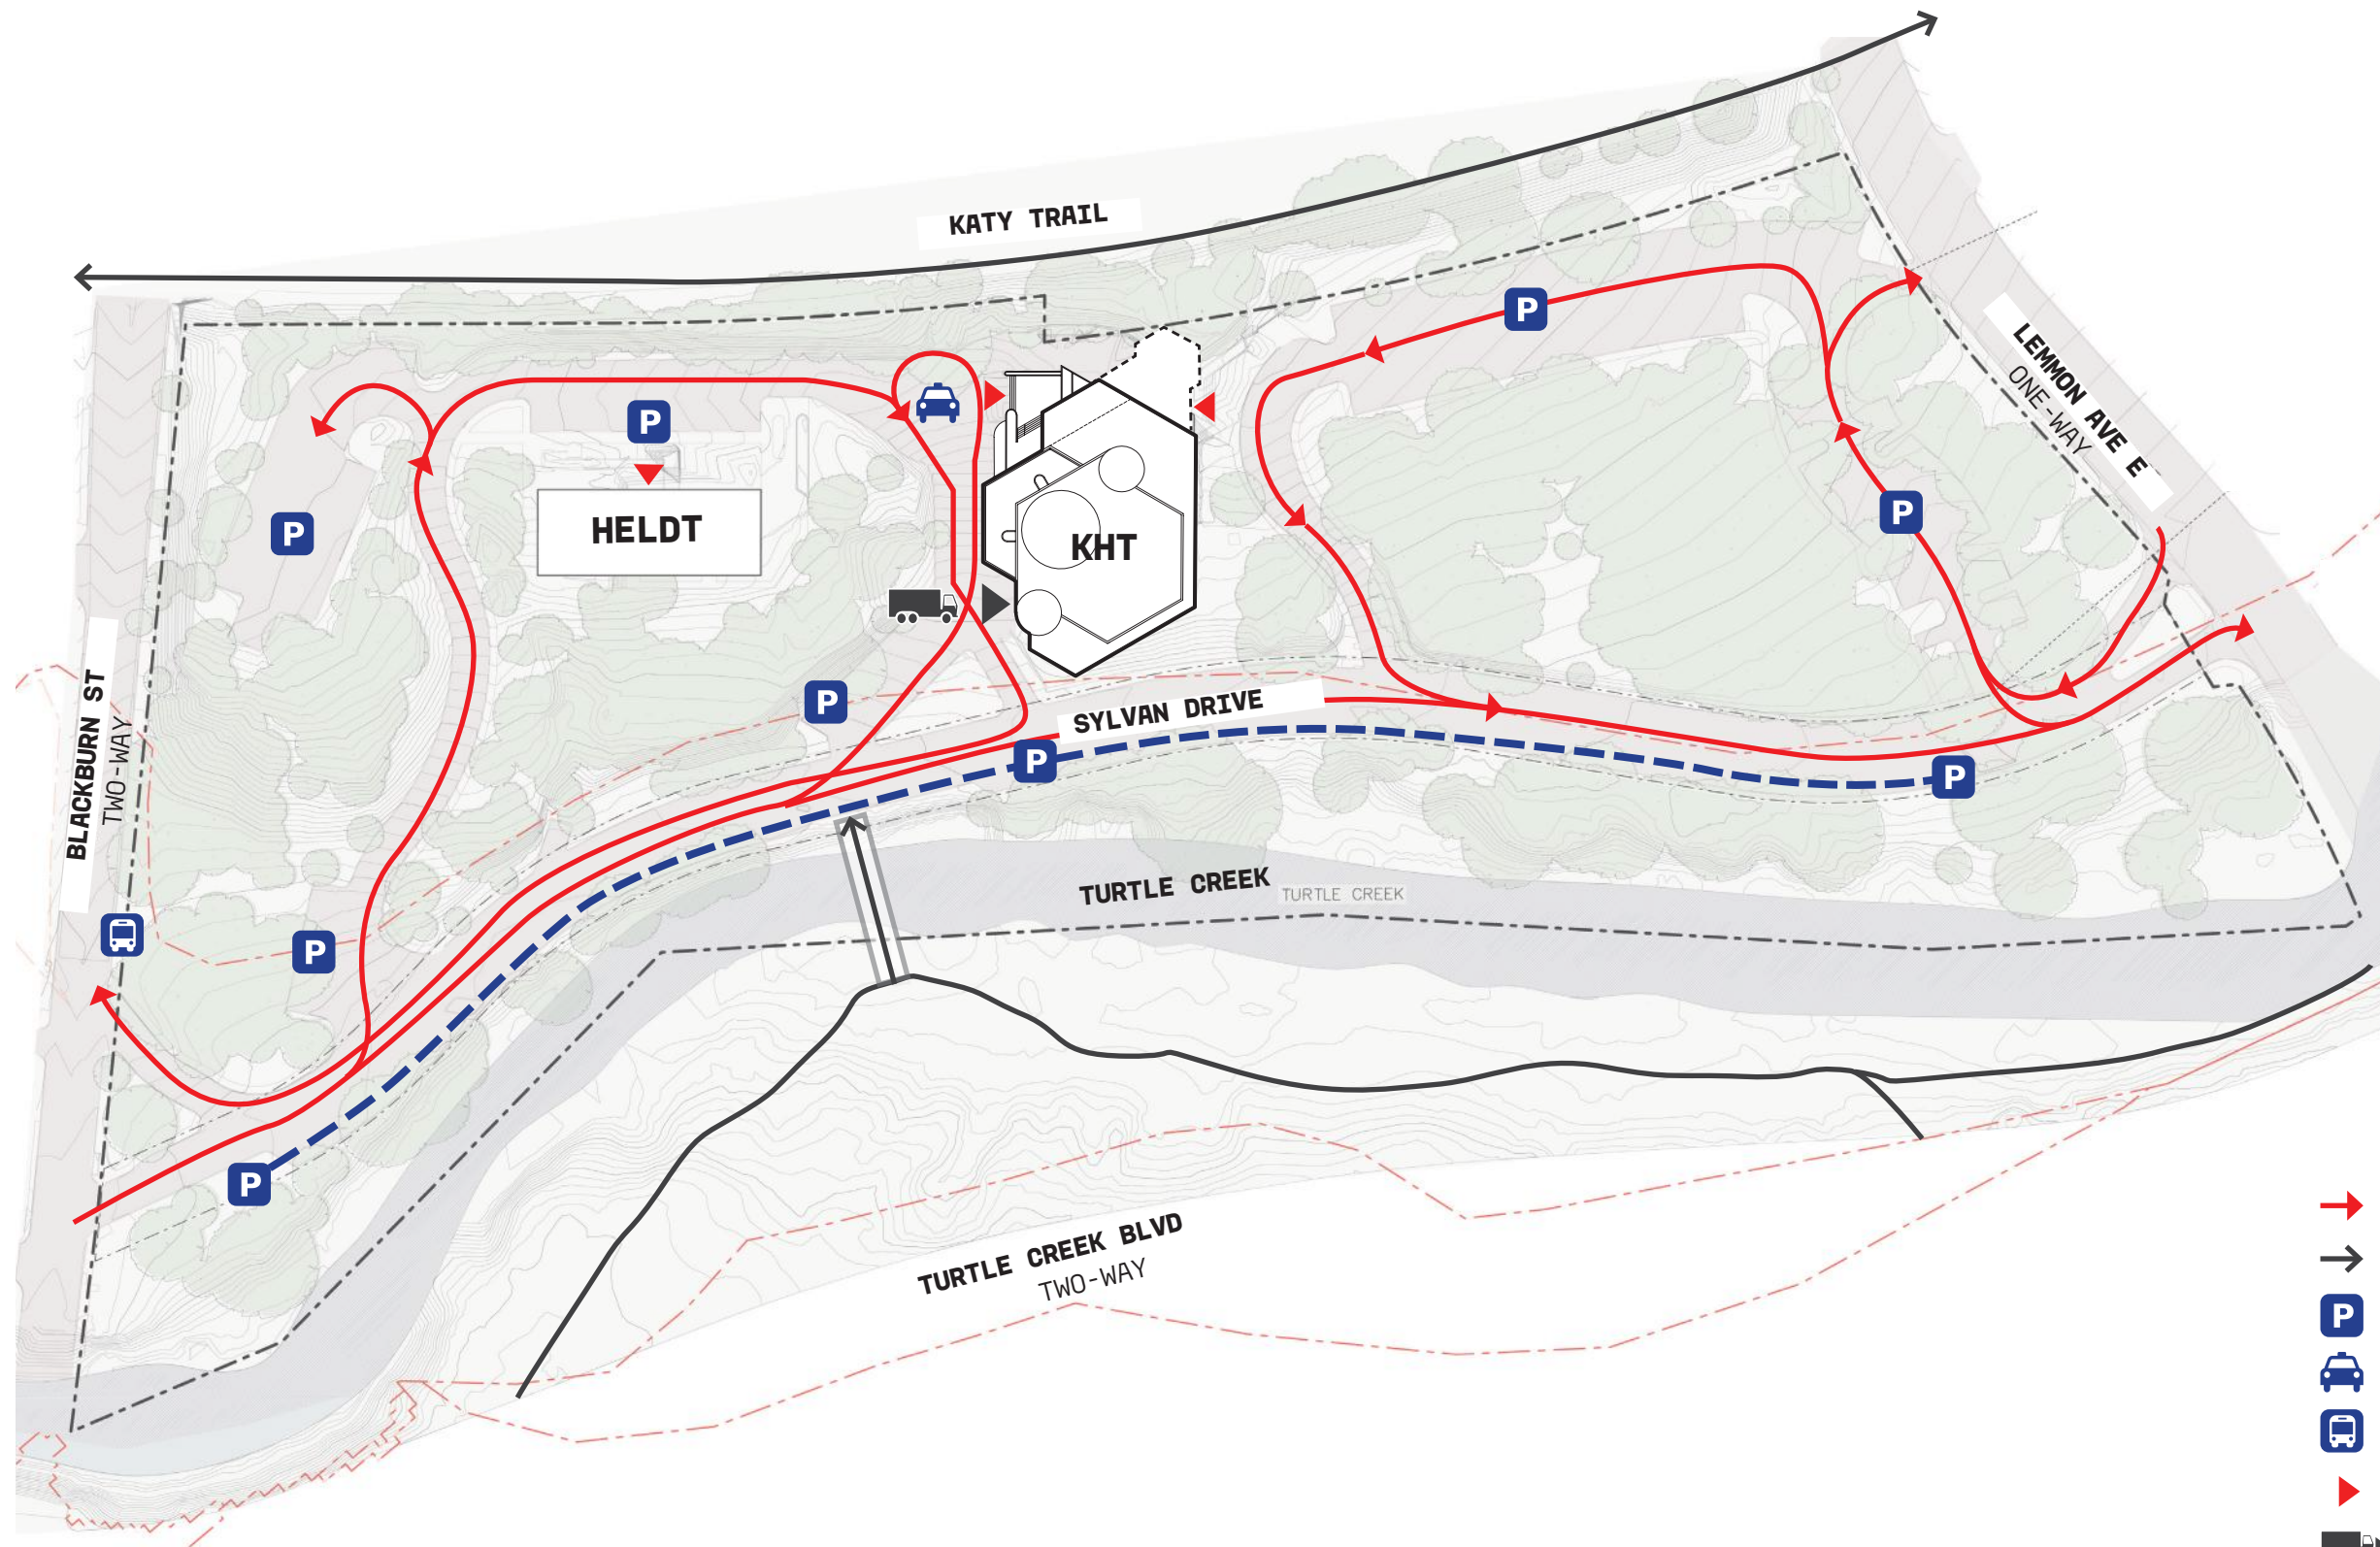 KATY TRAIL
LEMMON AVE E
ONE-WAY
P
P
P
P
P
HELDT
KHT
BLACKBURN ST
TWO-WAY
P
SYLVAN DRIVE
P
P
TURTLE CREEK
TURTLE CREEK
P
P
TURTLE CREEK BLVD
TWO-WAY
P